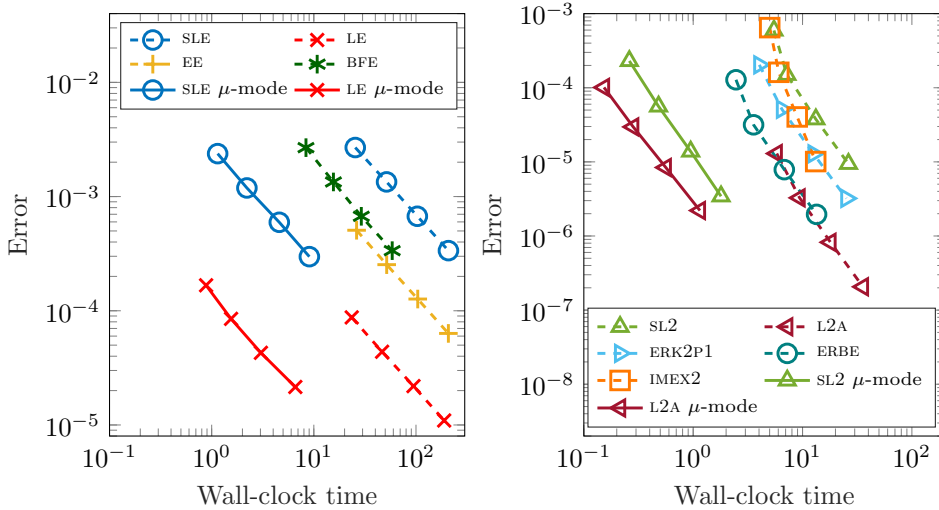 SLE LE
EE BFE
SLE μ-mode LE μ-mode
10^−2
10^−3
10^−4
10^−5
Error
10^−1 10^0 10^1 10^2
Wall-clock time
10^−3
10^−4
10^−5
10^−6
10^−7
10^−8
Error
SL2 L2A
ERK2P1 ERBE
IMEX2 SL2 μ-mode
L2A μ-mode
10^−1 10^0 10^1 10^2
Wall-clock time